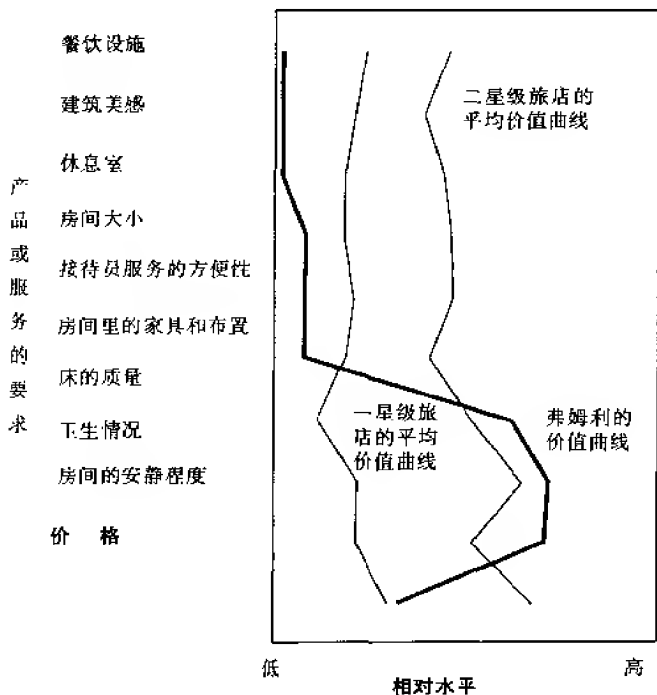 餐饮设施
建筑美感
休息室
房间大小
接待员服务的方便性
房间里的家具和布置
床的质量
卫生情况
房间的安静程度
价 格
产品或服务的要求
二星级旅店的
平均价值曲线
一星级旅
店的平均
价值曲线
弗姆利的
价值曲线
低
高
相对水平